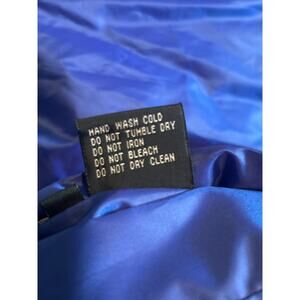 HAND WASH COLD
DO NOT TUMBLE DRY
DO NOT IRON
DO NOT BLEACH
DO NOT DRY CLEAN